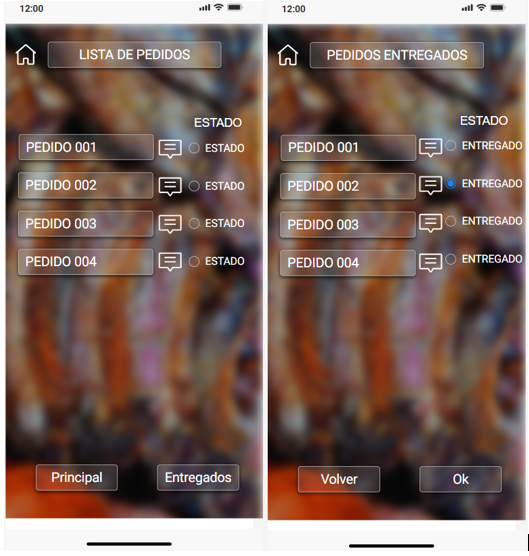 12:00
LISTA DE PEDIDOS
ESTADO
PEDIDO 001 ESTADO
PEDIDO 002 ESTADO
PEDIDO 003 ESTADO
PEDIDO 004 ESTADO
Principal Entregados
12:00
PEDIDOS ENTREGADOS
ESTADO
PEDIDO 001 ENTREGADO
PEDIDO 002 ENTREGADO
PEDIDO 003 ENTREGADO
PEDIDO 004 ENTREGADO
Volver Ok